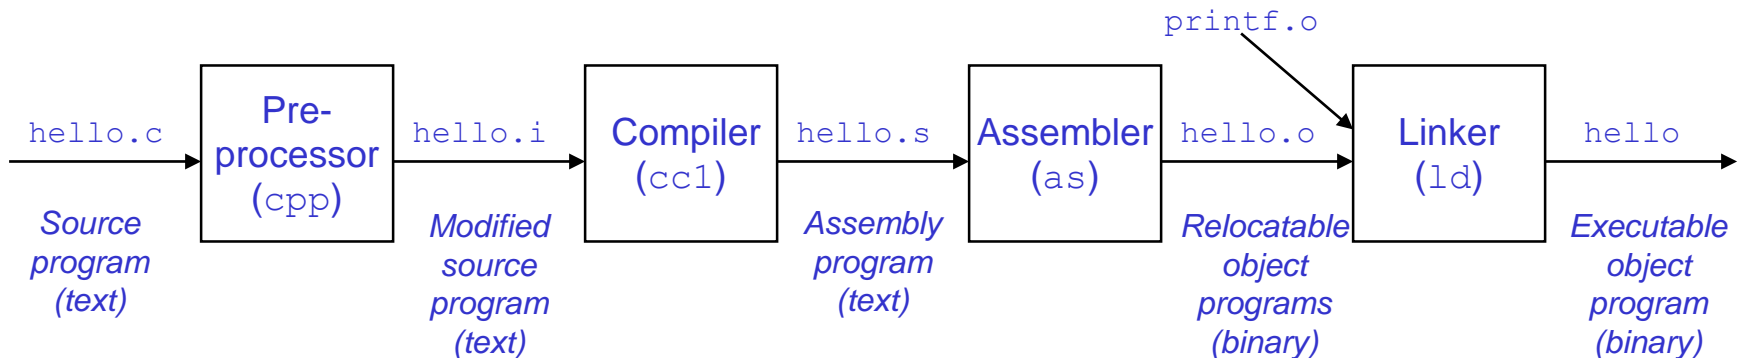 printf.o
hello.c
Pre-
processor
(cpp)
hello.i
Compiler
(cc1)
hello.s
Assembler
(as)
hello.o
Linker
(ld)
hello
Source
program
(text)
Modified
source
program
(text)
Assembly
program
(text)
Relocatable
object
programs
(binary)
Executable
object
program
(binary)